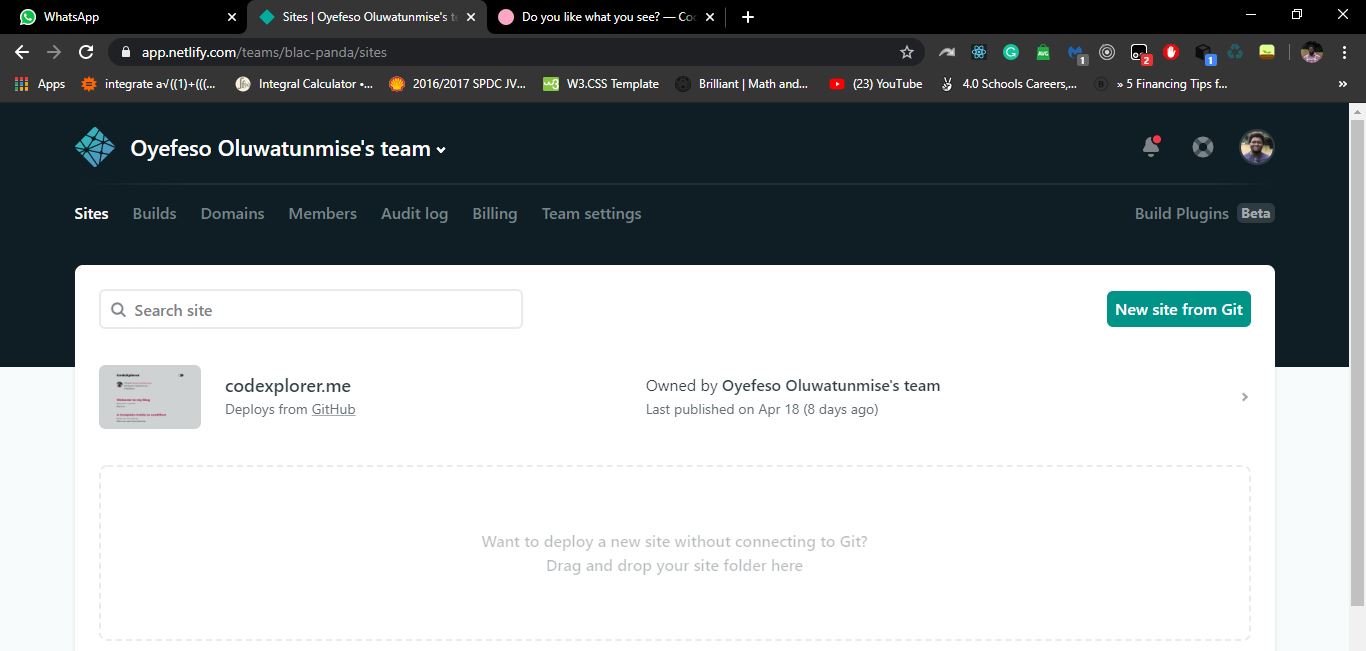 WhatsApp
Sites | Oyefeso Oluwatunmise's te
Do you like what you see? — Coc
app.netlify.com/teams/blac-panda/sites
1
2
1
Apps
integrate a√((1)+(((...
Integral Calculator •...
2016/2017 SPDC JV...
W3.CSS Template
Brilliant | Math and...
(23) YouTube
4.0 Schools Careers,...
» 5 Financing Tips f...
»
Oyefeso Oluwatunmise's team
Sites
Builds
Domains
Members
Audit log
Billing
Team settings
Build Plugins
Beta
Search site
New site from Git
codexplorer.me
Deploys from GitHub
Owned by Oyefeso Oluwatunmise's team
Last published on Apr 18 (8 days ago)
Want to deploy a new site without connecting to Git?
Drag and drop your site folder here